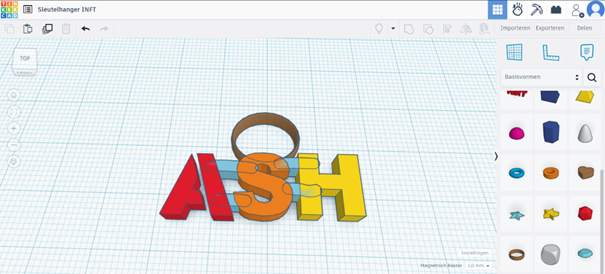 TIN
KER
CAD
Sleutelhanger INFT
Importeren Exporteren Delen
TOP
Basisvormen
AISH
Instellingen
Magnetisch Raster 1,0 mm